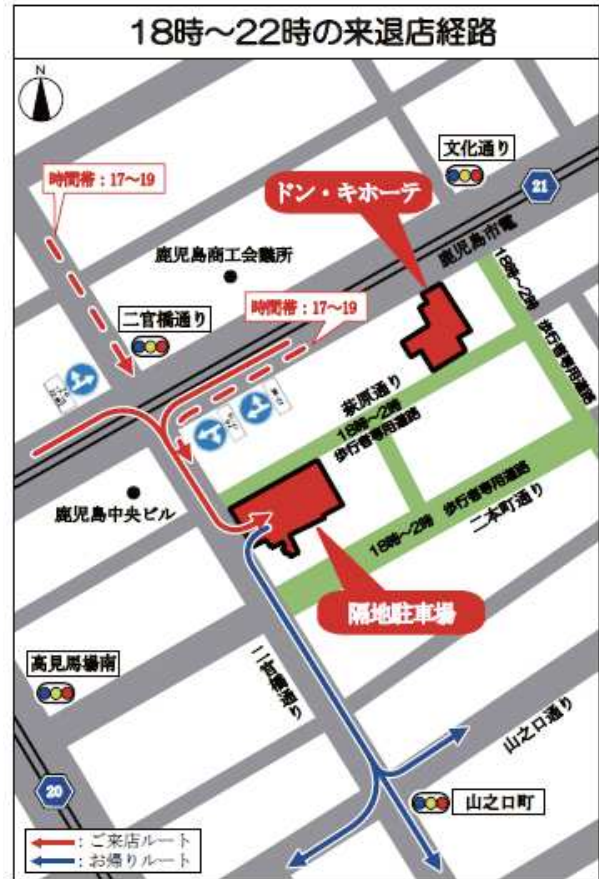 18時～22時の来退店経路
N
文化通り
時間帯：17～19
ドン・キホーテ
21
鹿児島市電
鹿児島商工会議所
18時～2時 歩行者専用道路
二官橋通り
時間帯：17～19
萩原通り
18時～2時
歩行者専用道路
鹿児島中央ビル
18時～2時 歩行者専用道路
二本町通り
隔地駐車場
高見馬場南
二官橋通り
山之口通り
20
山之口町
：ご来店ルート
：お帰りルート